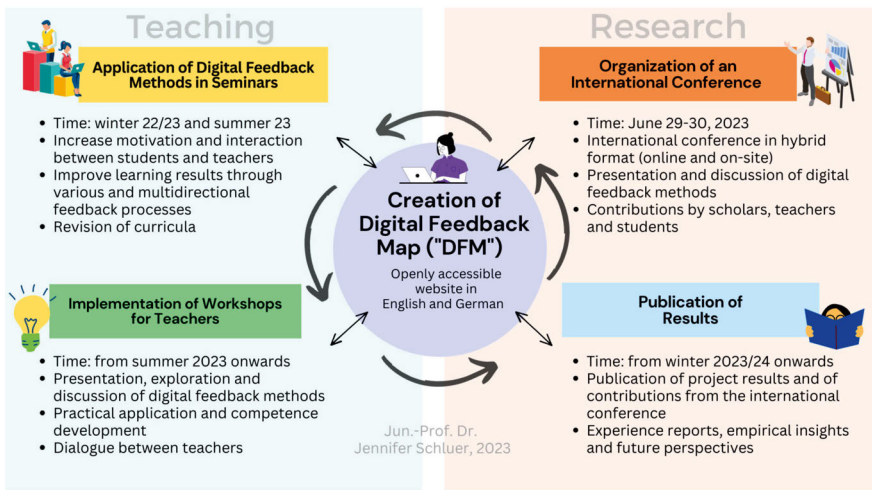 Teaching
Application of Digital Feedback
Methods in Seminars
• Time: winter 22/23 and summer 23
• Increase motivation and interaction
between students and teachers
• Improve learning results through
various and multidirectional
feedback processes
• Revision of curricula
Research
Organization of an
International Conference
• Time: June 29-30, 2023
• International conference in hybrid
format (online and on-site)
• Presentation and discussion of digital
feedback methods
• Contributions by scholars, teachers
and students
Creation of
Digital Feedback
Map ("DFM")
Openly accessible
website in
English and German
Implementation of Workshops
for Teachers
• Time: from summer 2023 onwards
• Presentation, exploration and
discussion of digital feedback methods
• Practical application and competence
development
• Dialogue between teachers
Publication of
Results
• Time: from winter 2023/24 onwards
• Publication of project results and of
contributions from the international
conference
• Experience reports, empirical insights
and future perspectives
Jun.-Prof. Dr.
Jennifer Schluer, 2023